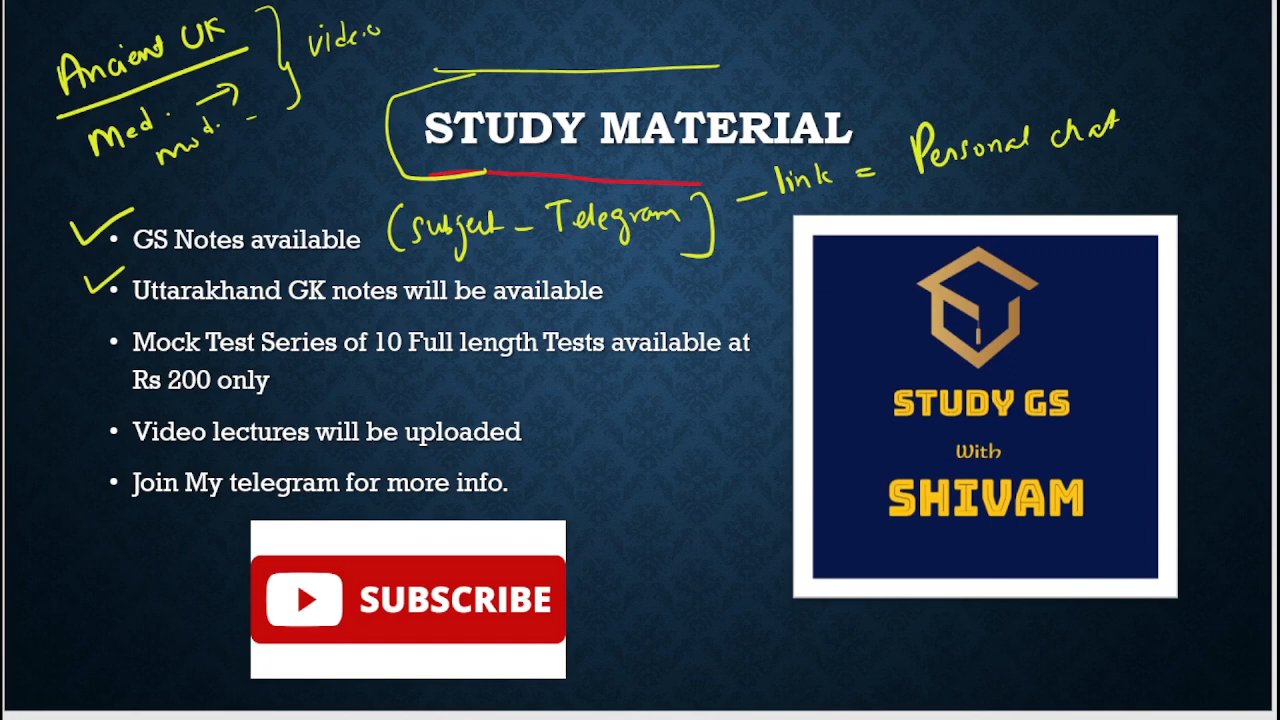 Ancient UK
Med.
mod.
video
STUDY MATERIAL
• GS Notes available
(subject - Telegram] - link = Personal chat
• Uttarakhand GK notes will be available
• Mock Test Series of 10 Full length Tests available at
Rs 200 only
• Video lectures will be uploaded
• Join My telegram for more info.
SUBSCRIBE
STUDY GS
With
SHIVAM